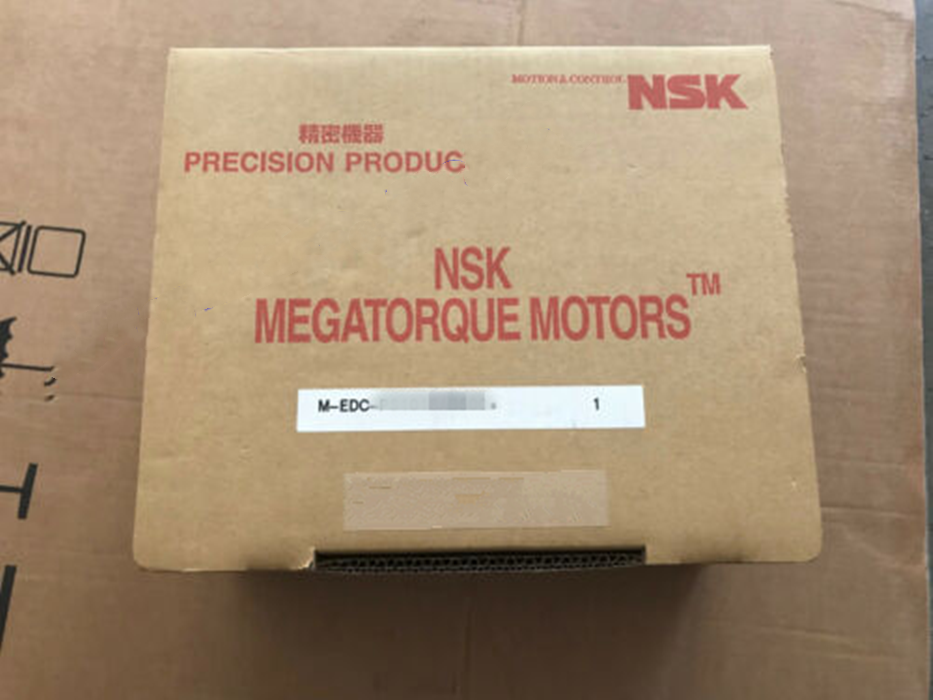 MOTION & CONTROL NSK
精密機器
PRECISION PRODUC
NSK
MEGATORQUE MOTORS™
M-EDC- 1